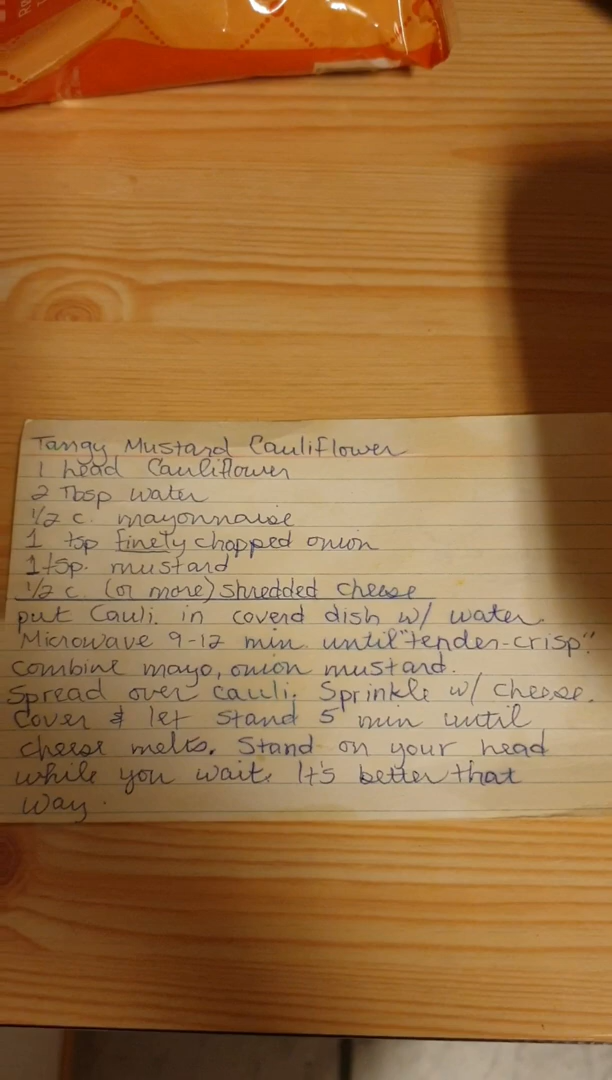 Tangy Mustard Cauliflower
1 head Cauliflower
2 Tbsp water
1/2 c. mayonnaise
1 tsp finely chopped onion
1 tsp. mustard
1/2 c. (or more) shredded cheese
put Cauli. in coverd dish w/ water.
Microwave 9-12 min. until "tender-crisp".
Combine mayo, onion mustard.
Spread over cauli. Sprinkle w/ cheese.
Cover & let stand 5 min until
cheese melts. Stand on your head
while you wait. It's better that
way.